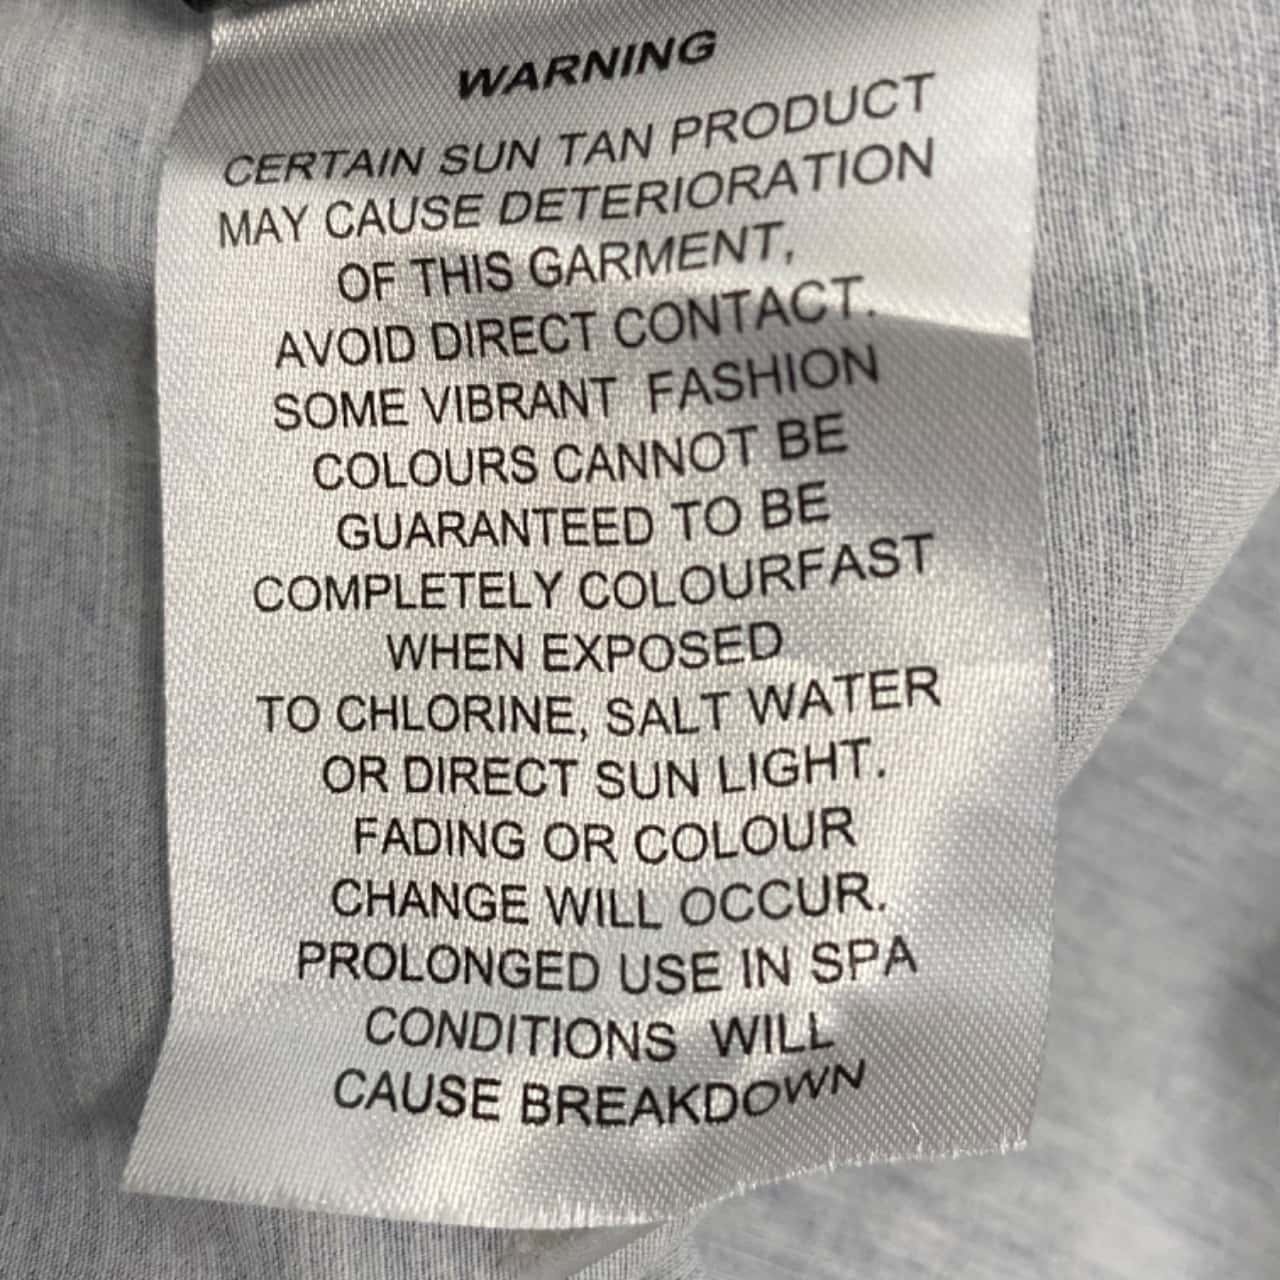 WARNING
CERTAIN SUN TAN PRODUCT
MAY CAUSE DETERIORATION
OF THIS GARMENT,
AVOID DIRECT CONTACT.
SOME VIBRANT FASHION
COLOURS CANNOT BE
GUARANTEED TO BE
COMPLETELY COLOURFAST
WHEN EXPOSED
TO CHLORINE, SALT WATER
OR DIRECT SUN LIGHT.
FADING OR COLOUR
CHANGE WILL OCCUR.
PROLONGED USE IN SPA
CONDITIONS WILL
CAUSE BREAKDOWN